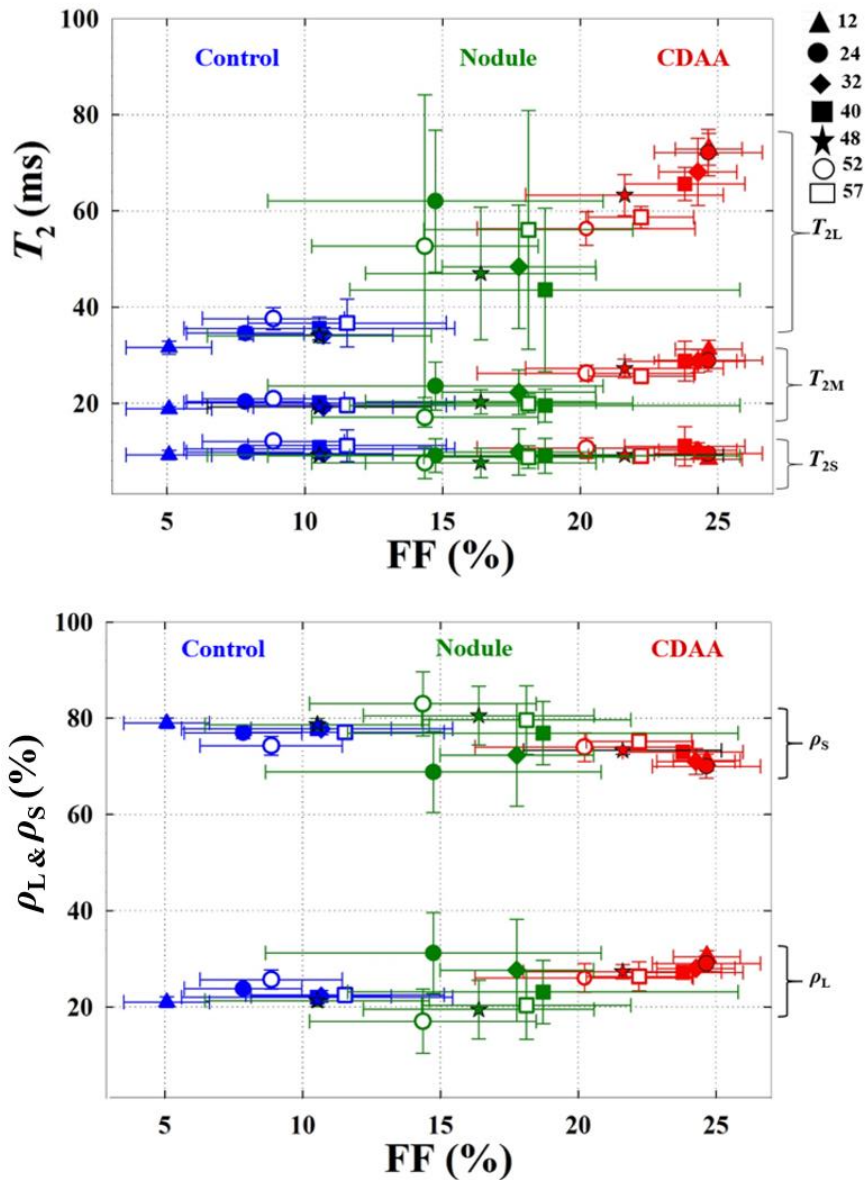 100
80
60
40
20
T2 (ms)
Control
Nodule
CDAA
12
24
32
40
48
52
57
T2L
T2M
T2S
5
10
15
20
25
FF (%)
100
80
60
40
20
ρL & ρS (%)
Control
Nodule
CDAA
ρS
ρL
5
10
15
20
25
FF (%)